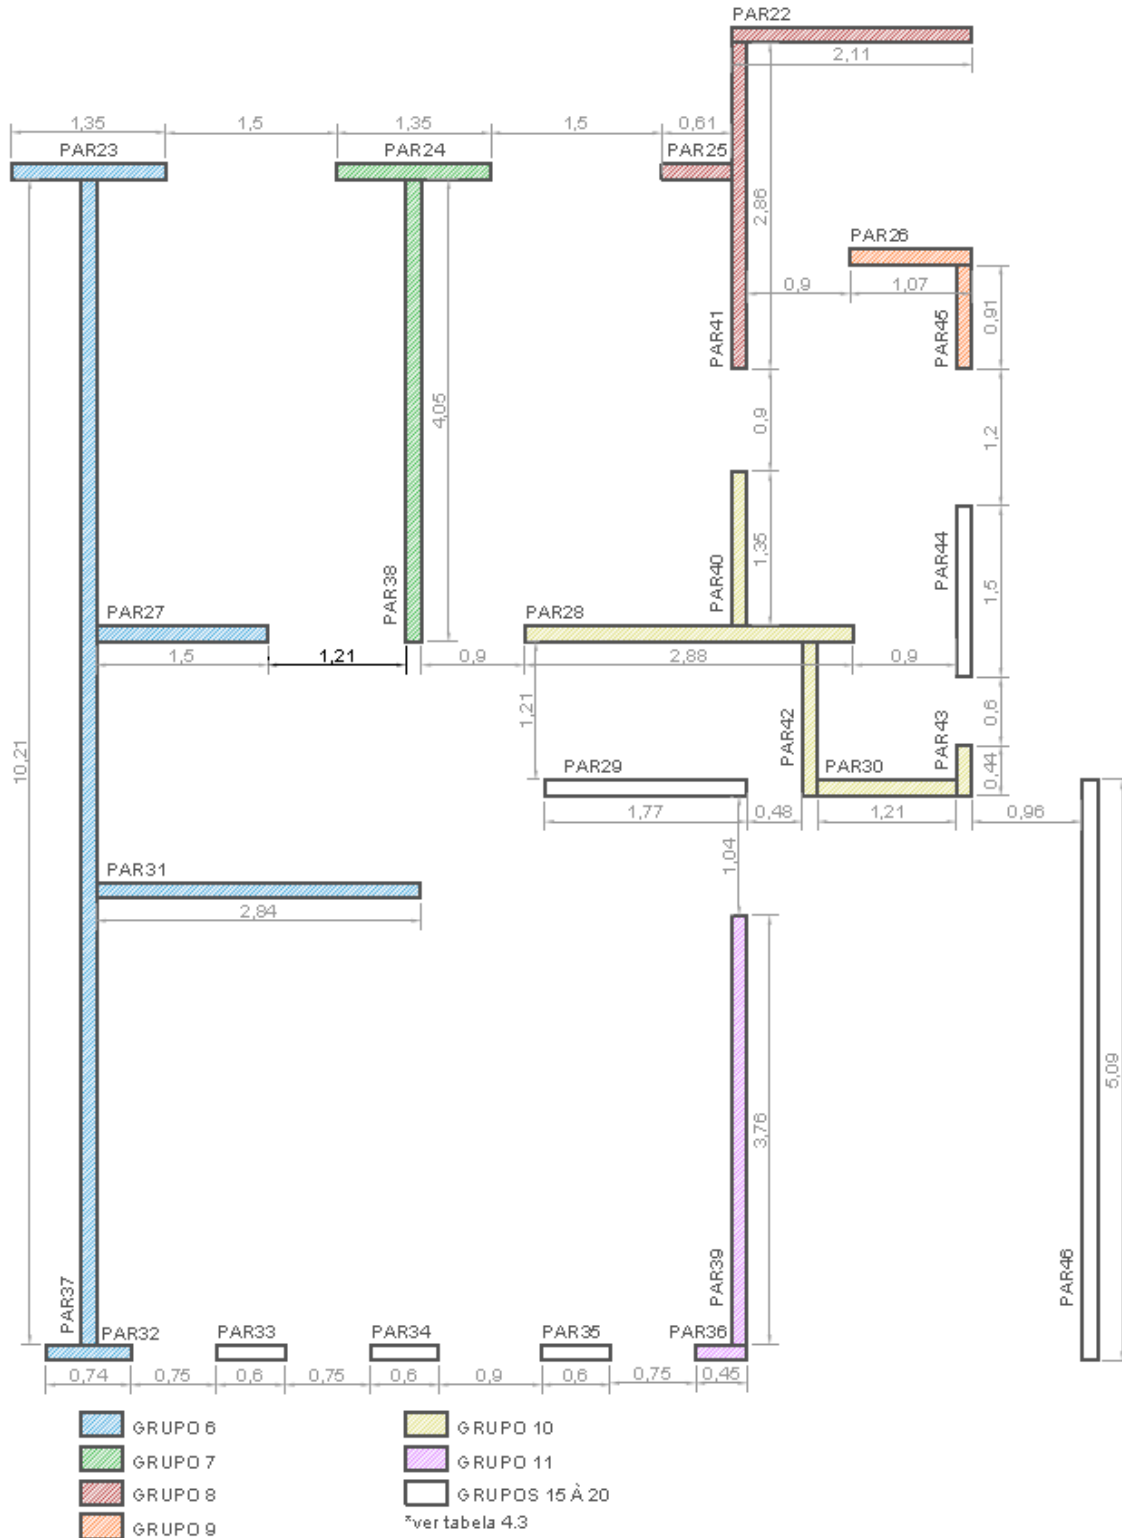 PAR22
2,11
1,35
1,5
1,35
1,5
0,61
PAR23
PAR24
PAR25
2,86
PAR26
0,9
1,07
PAR41
PAR45
0,91
4,05
0,9
1,2
PAR38
PAR40
1,35
PAR44
1,5
PAR27
PAR28
1,5
1,21
0,9
2,88
0,9
1,21
PAR42
PAR43
0,6
0,44
10,21
PAR29
PAR30
1,77
0,48
1,21
0,96
1,04
PAR31
2,84
3,76
5,09
PAR37
PAR39
PAR46
PAR32
PAR33
PAR34
PAR35
PAR36
0,74
0,75
0,6
0,75
0,6
0,9
0,6
0,75
0,45
GRUPO 6
GRUPO 10
GRUPO 7
GRUPO 11
GRUPO 8
GRUPOS 15 À 20
GRUPO 9
*ver tabela 4.3